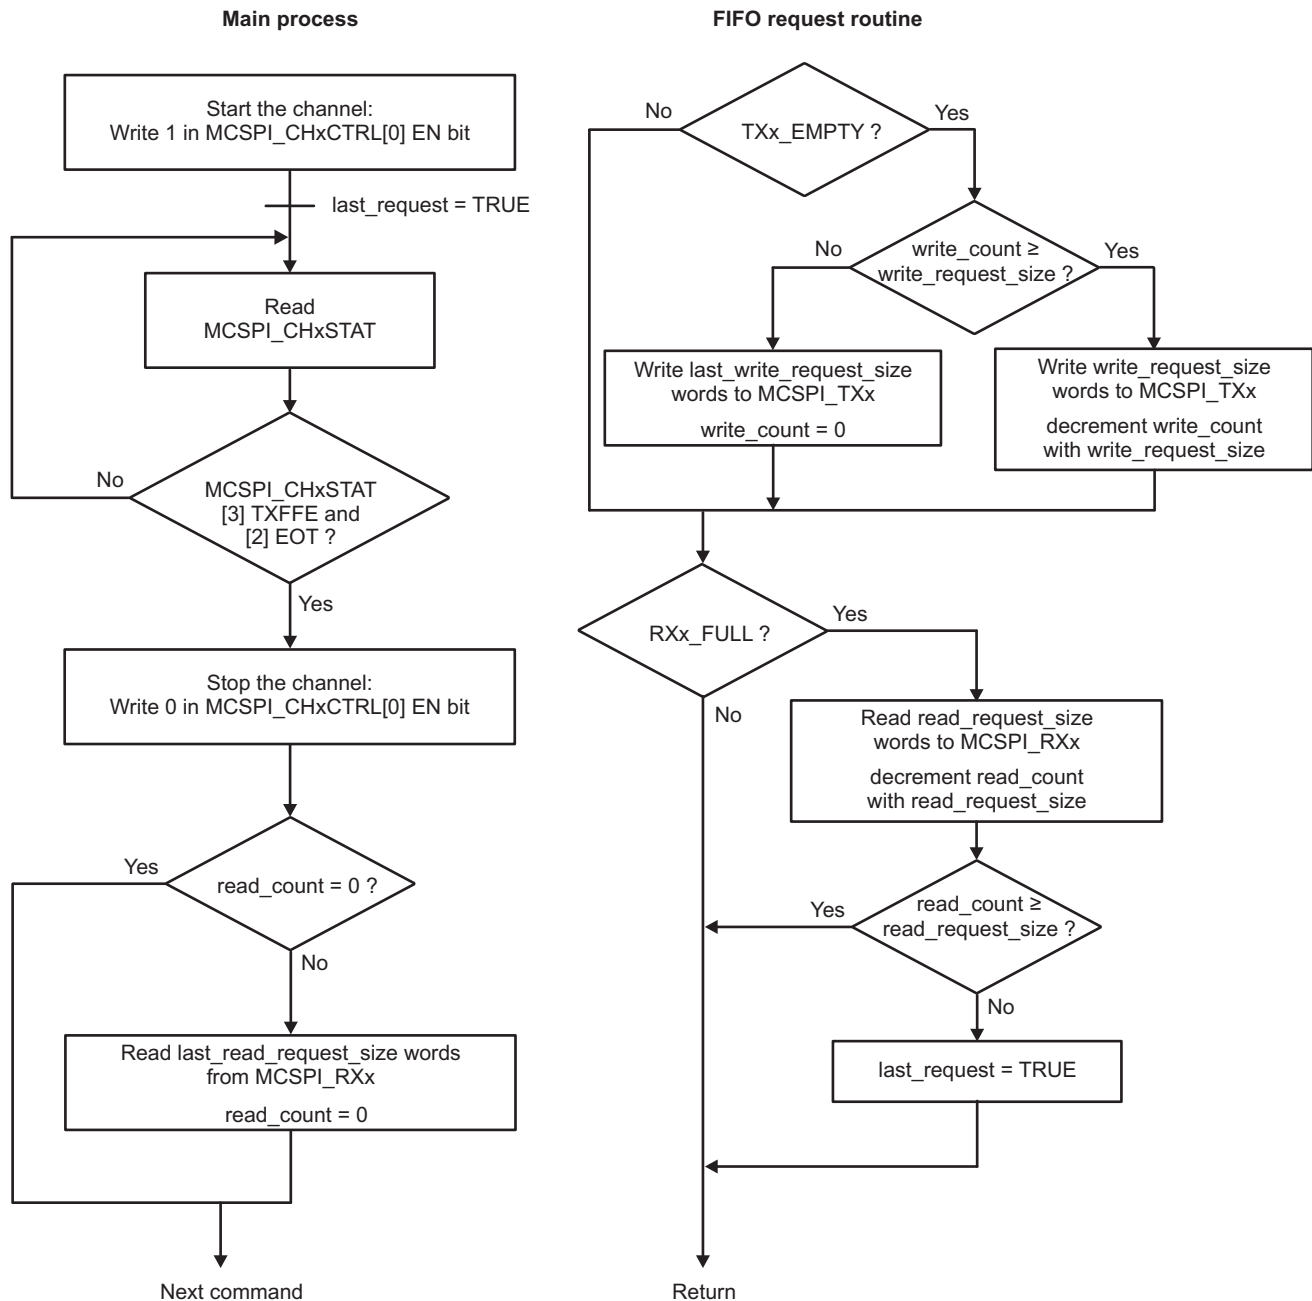 Main process
Start the channel:
Write 1 in MCSPI_CHxCTRL[0] EN bit
last_request = TRUE
Read
MCSPI_CHxSTAT
No
MCSPI_CHxSTAT
[3] TXFFE and
[2] EOT ?
Yes
Stop the channel:
Write 0 in MCSPI_CHxCTRL[0] EN bit
Yes
read_count = 0 ?
No
Read last_read_request_size words
from MCSPI_RXx
read_count = 0
Next command
FIFO request routine
No
TXx_EMPTY ?
Yes
No
write_count ≥
write_request_size ?
Yes
Write last_write_request_size
words to MCSPI_TXx
write_count = 0
Write write_request_size
words to MCSPI_TXx
decrement write_count
with write_request_size
RXx_FULL ?
Yes
No
Read read_request_size
words to MCSPI_RXx
decrement read_count
with read_request_size
Yes
read_count ≥
read_request_size ?
No
last_request = TRUE
Return